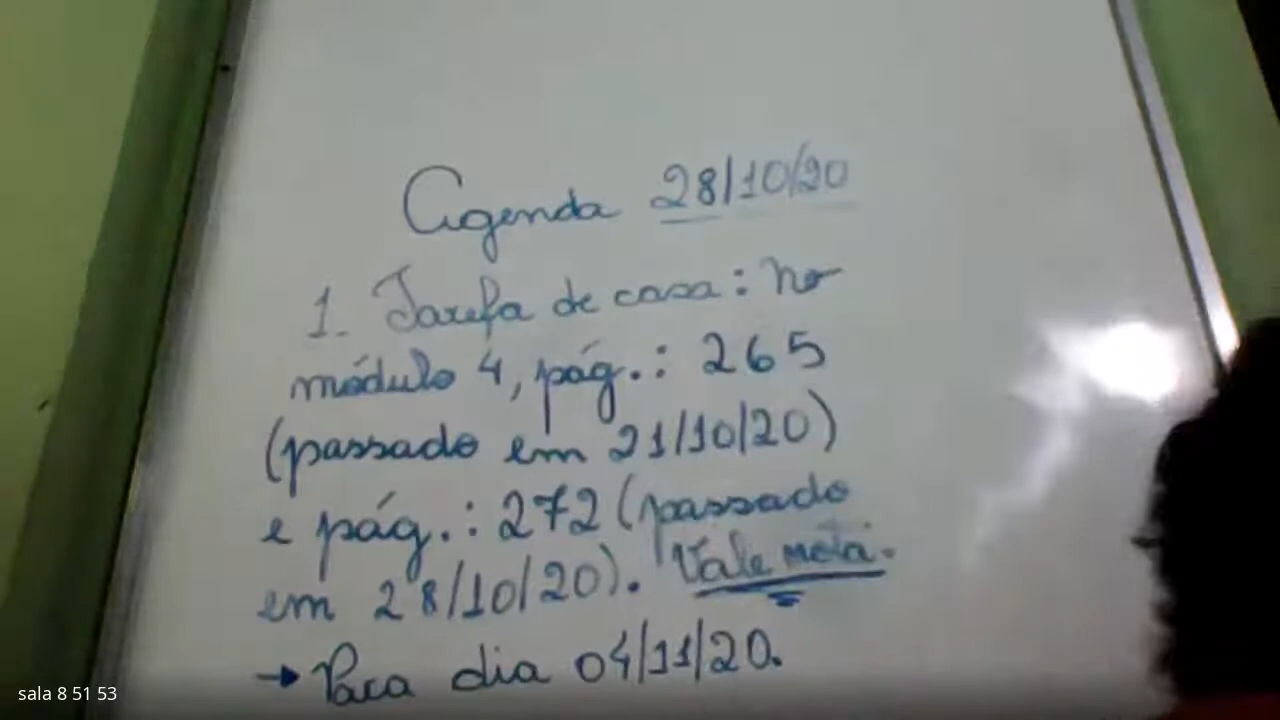 Agenda 28/10/20
1. Tarefa de casa: no
módulo 4, pág.: 265
(passado em 21/10/20)
e pág.: 272 (passado
em 28/10/20). Vale nota.
→ Para dia 04/11/20.
sala 8 51 53